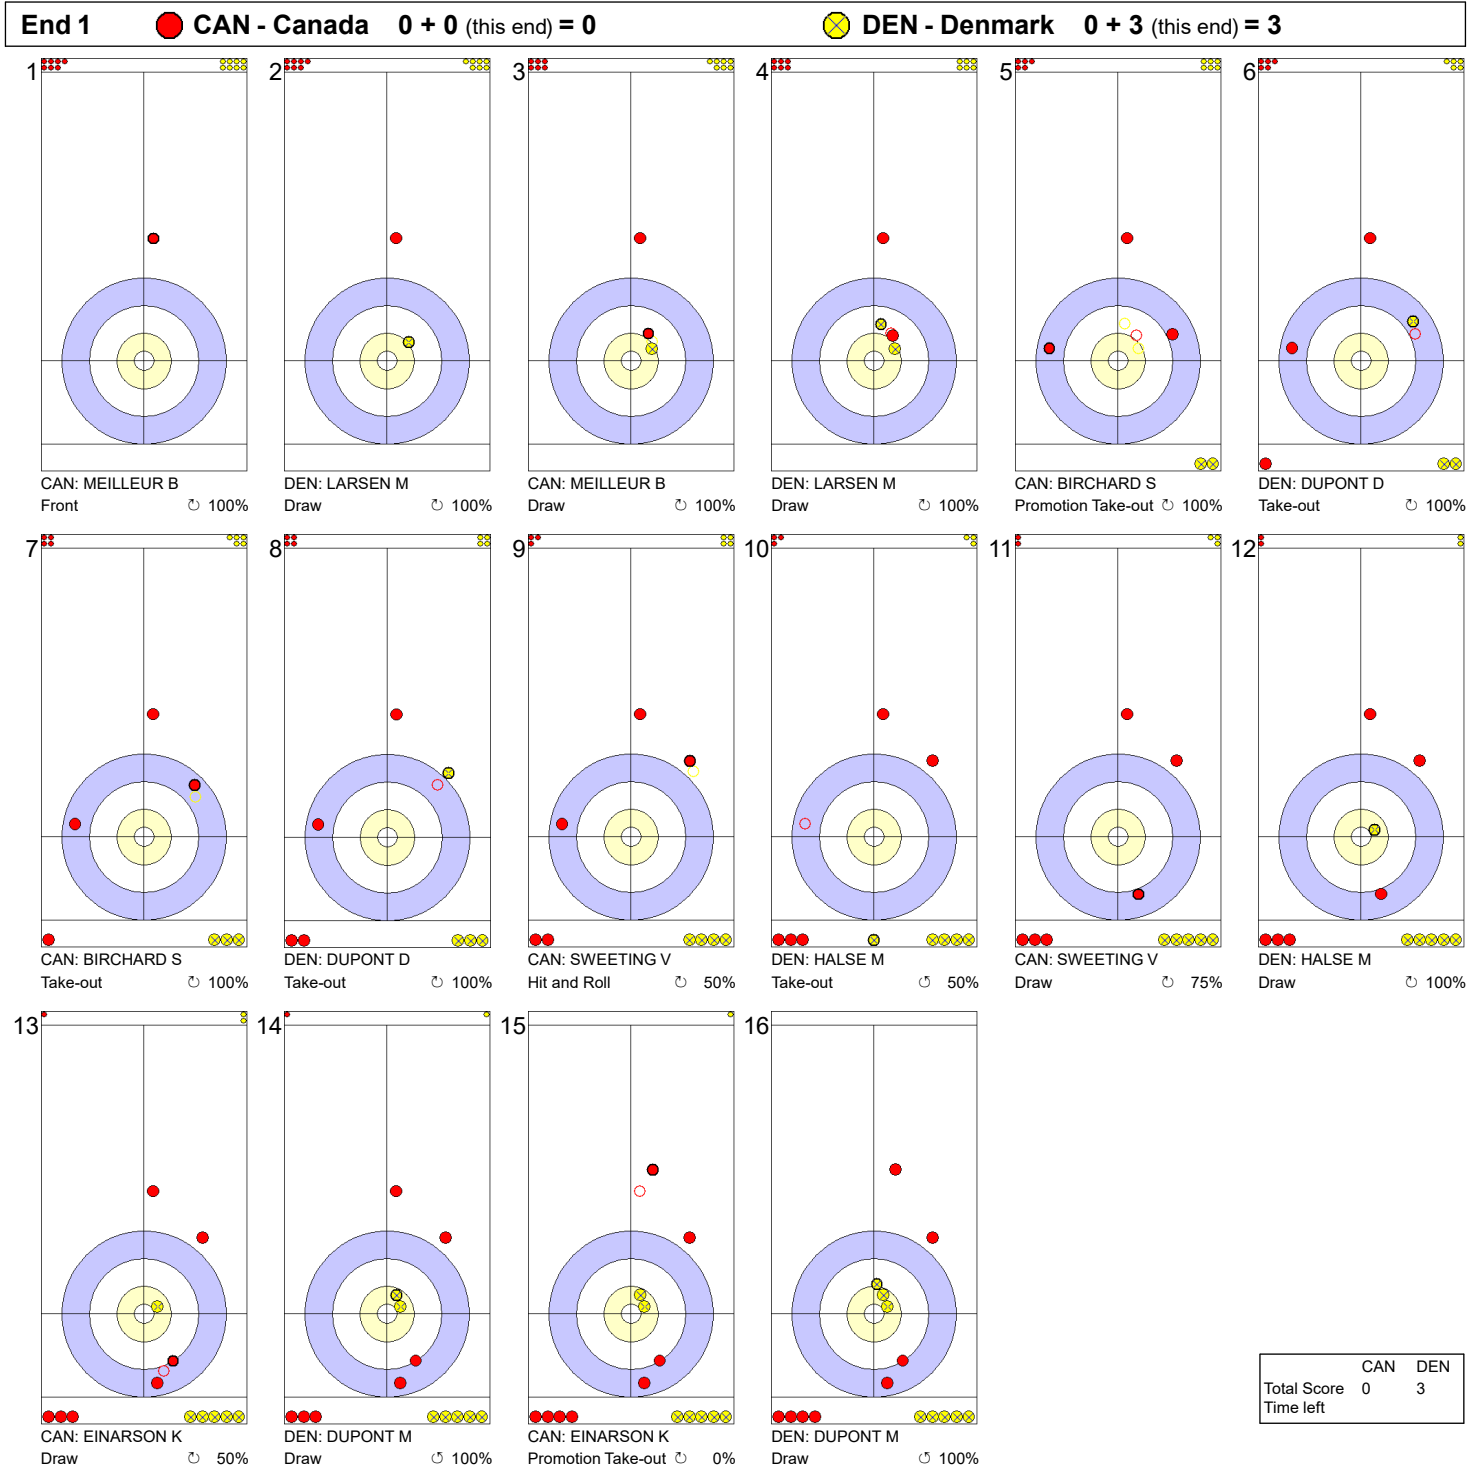 End 1 CAN - Canada 0 + 0 (this end) = 0 DEN - Denmark 0 + 3 (this end) = 3
1 2 3 4 5 6
CAN: MEILLEUR B DEN: LARSEN M CAN: MEILLEUR B DEN: LARSEN M CAN: BIRCHARD S DEN: DUPONT D
Front ↻ 100% Draw ↻ 100% Draw ↻ 100% Draw ↻ 100% Promotion Take-out ↻ 100% Take-out ↻ 100%
7 8 9 10 11 12
CAN: BIRCHARD S DEN: DUPONT D CAN: SWEETING V DEN: HALSE M CAN: SWEETING V DEN: HALSE M
Take-out ↻ 100% Take-out ↻ 100% Hit and Roll ↻ 50% Take-out ↺ 50% Draw ↻ 75% Draw ↻ 100%
13 14 15 16
CAN: EINARSON K DEN: DUPONT M CAN: EINARSON K DEN: DUPONT M
Draw ↻ 50% Draw ↻ 100% Promotion Take-out ↻ 0% Draw ↺ 100%
CAN DEN
Total Score 0 3
Time left